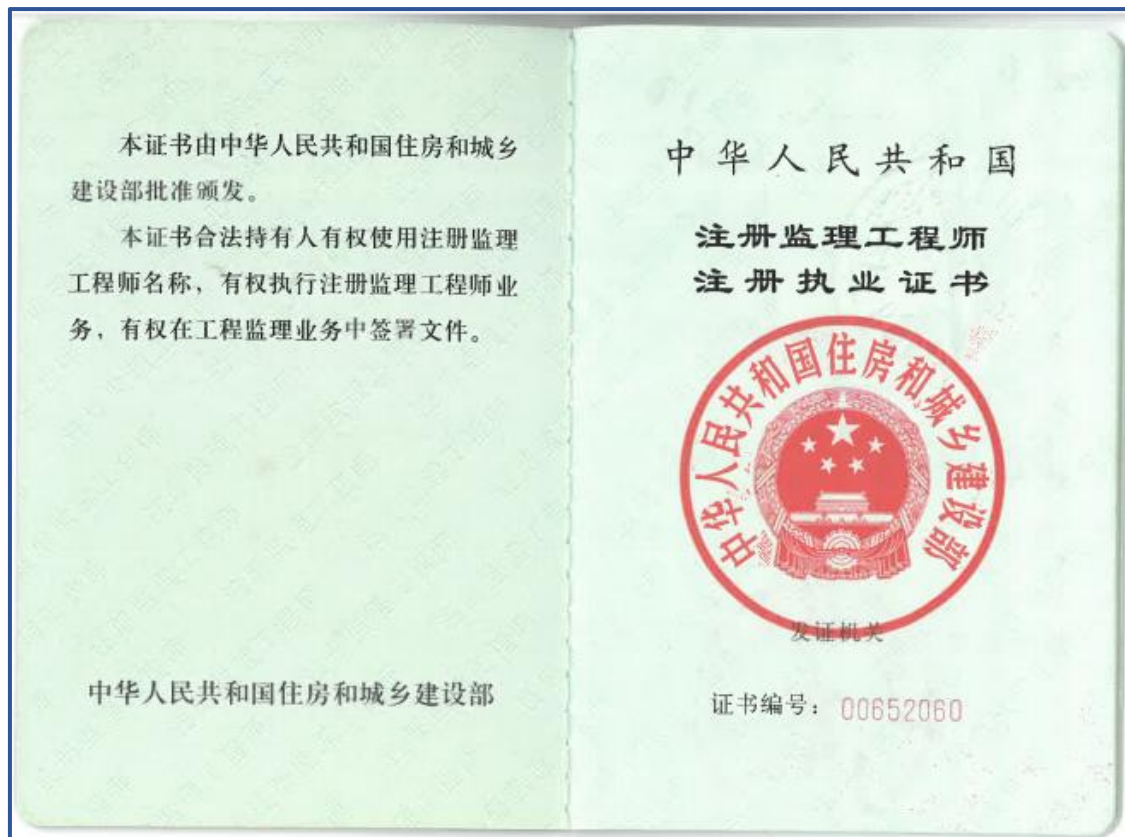 本证书由中华人民共和国住房和城乡
建设部批准颁发。
本证书合法持有人有权使用注册监理
工程师名称，有权执行注册监理工程师业
务，有权在工程监理业务中签署文件。
中华人民共和国住房和城乡建设部
中华人民共和国
注册监理工程师
注册执业证书
中华人民共和国住房和城乡建设部
发证机关
证书编号：00652060